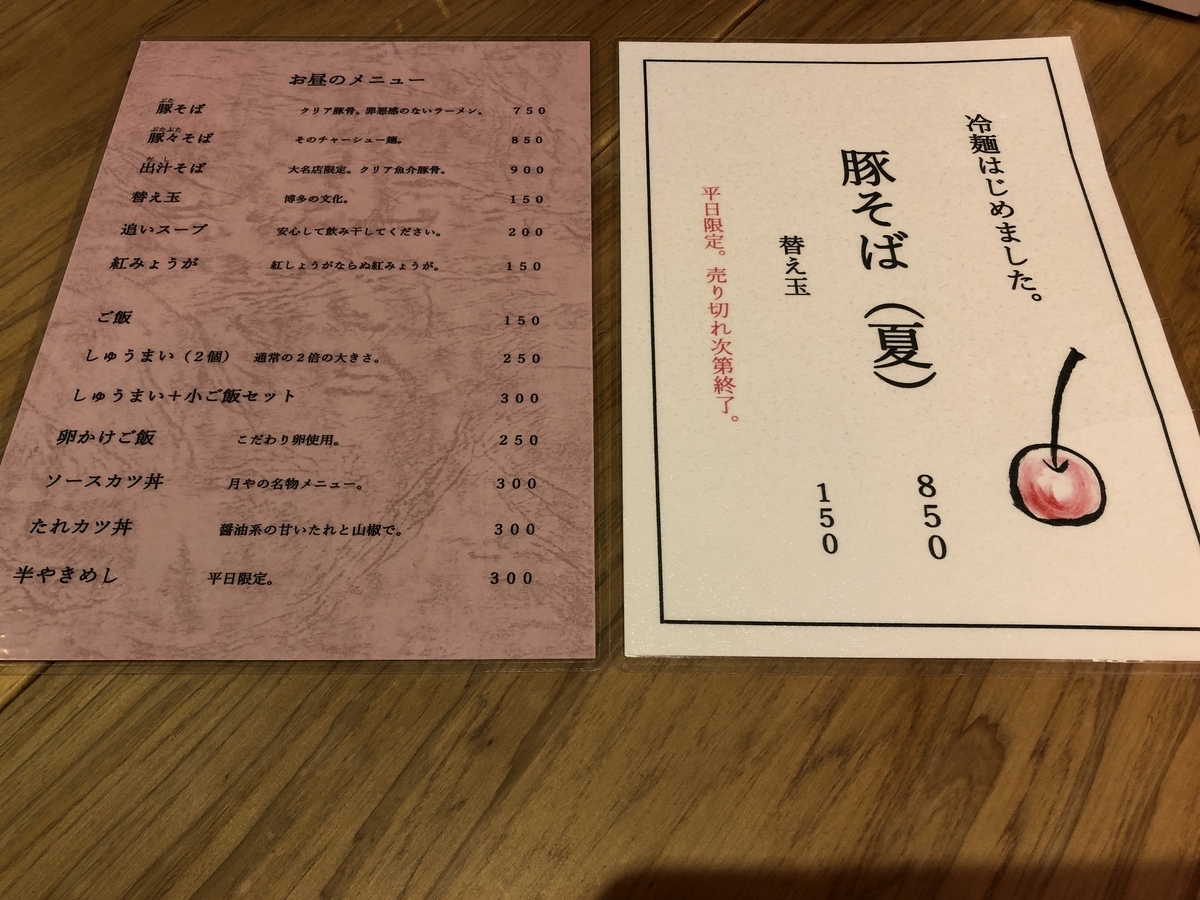 お昼のメニュー
豚そば クリア豚骨。罪悪感のないラーメン。 750
豚々そば そのチャーシュー麺。 850
出汁そば 大名店限定。クリア魚介豚骨。 900
替え玉 博多の文化。 150
追いスープ 安心して飲み干してください。 200
紅みょうが 紅しょうがならぬ紅みょうが。 150
ご飯 150
しゅうまい（2個） 通常の2倍の大きさ。 250
しゅうまい＋小ご飯セット 300
卵かけご飯 こだわり卵使用。 250
ソースカツ丼 月やの名物メニュー。 300
たれカツ丼 醤油系の甘いたれと山椒で。 300
半やきめし 平日限定。 300
冷麺はじめました。
豚そば（夏） 850
替え玉 150
平日限定。売り切れ次第終了。